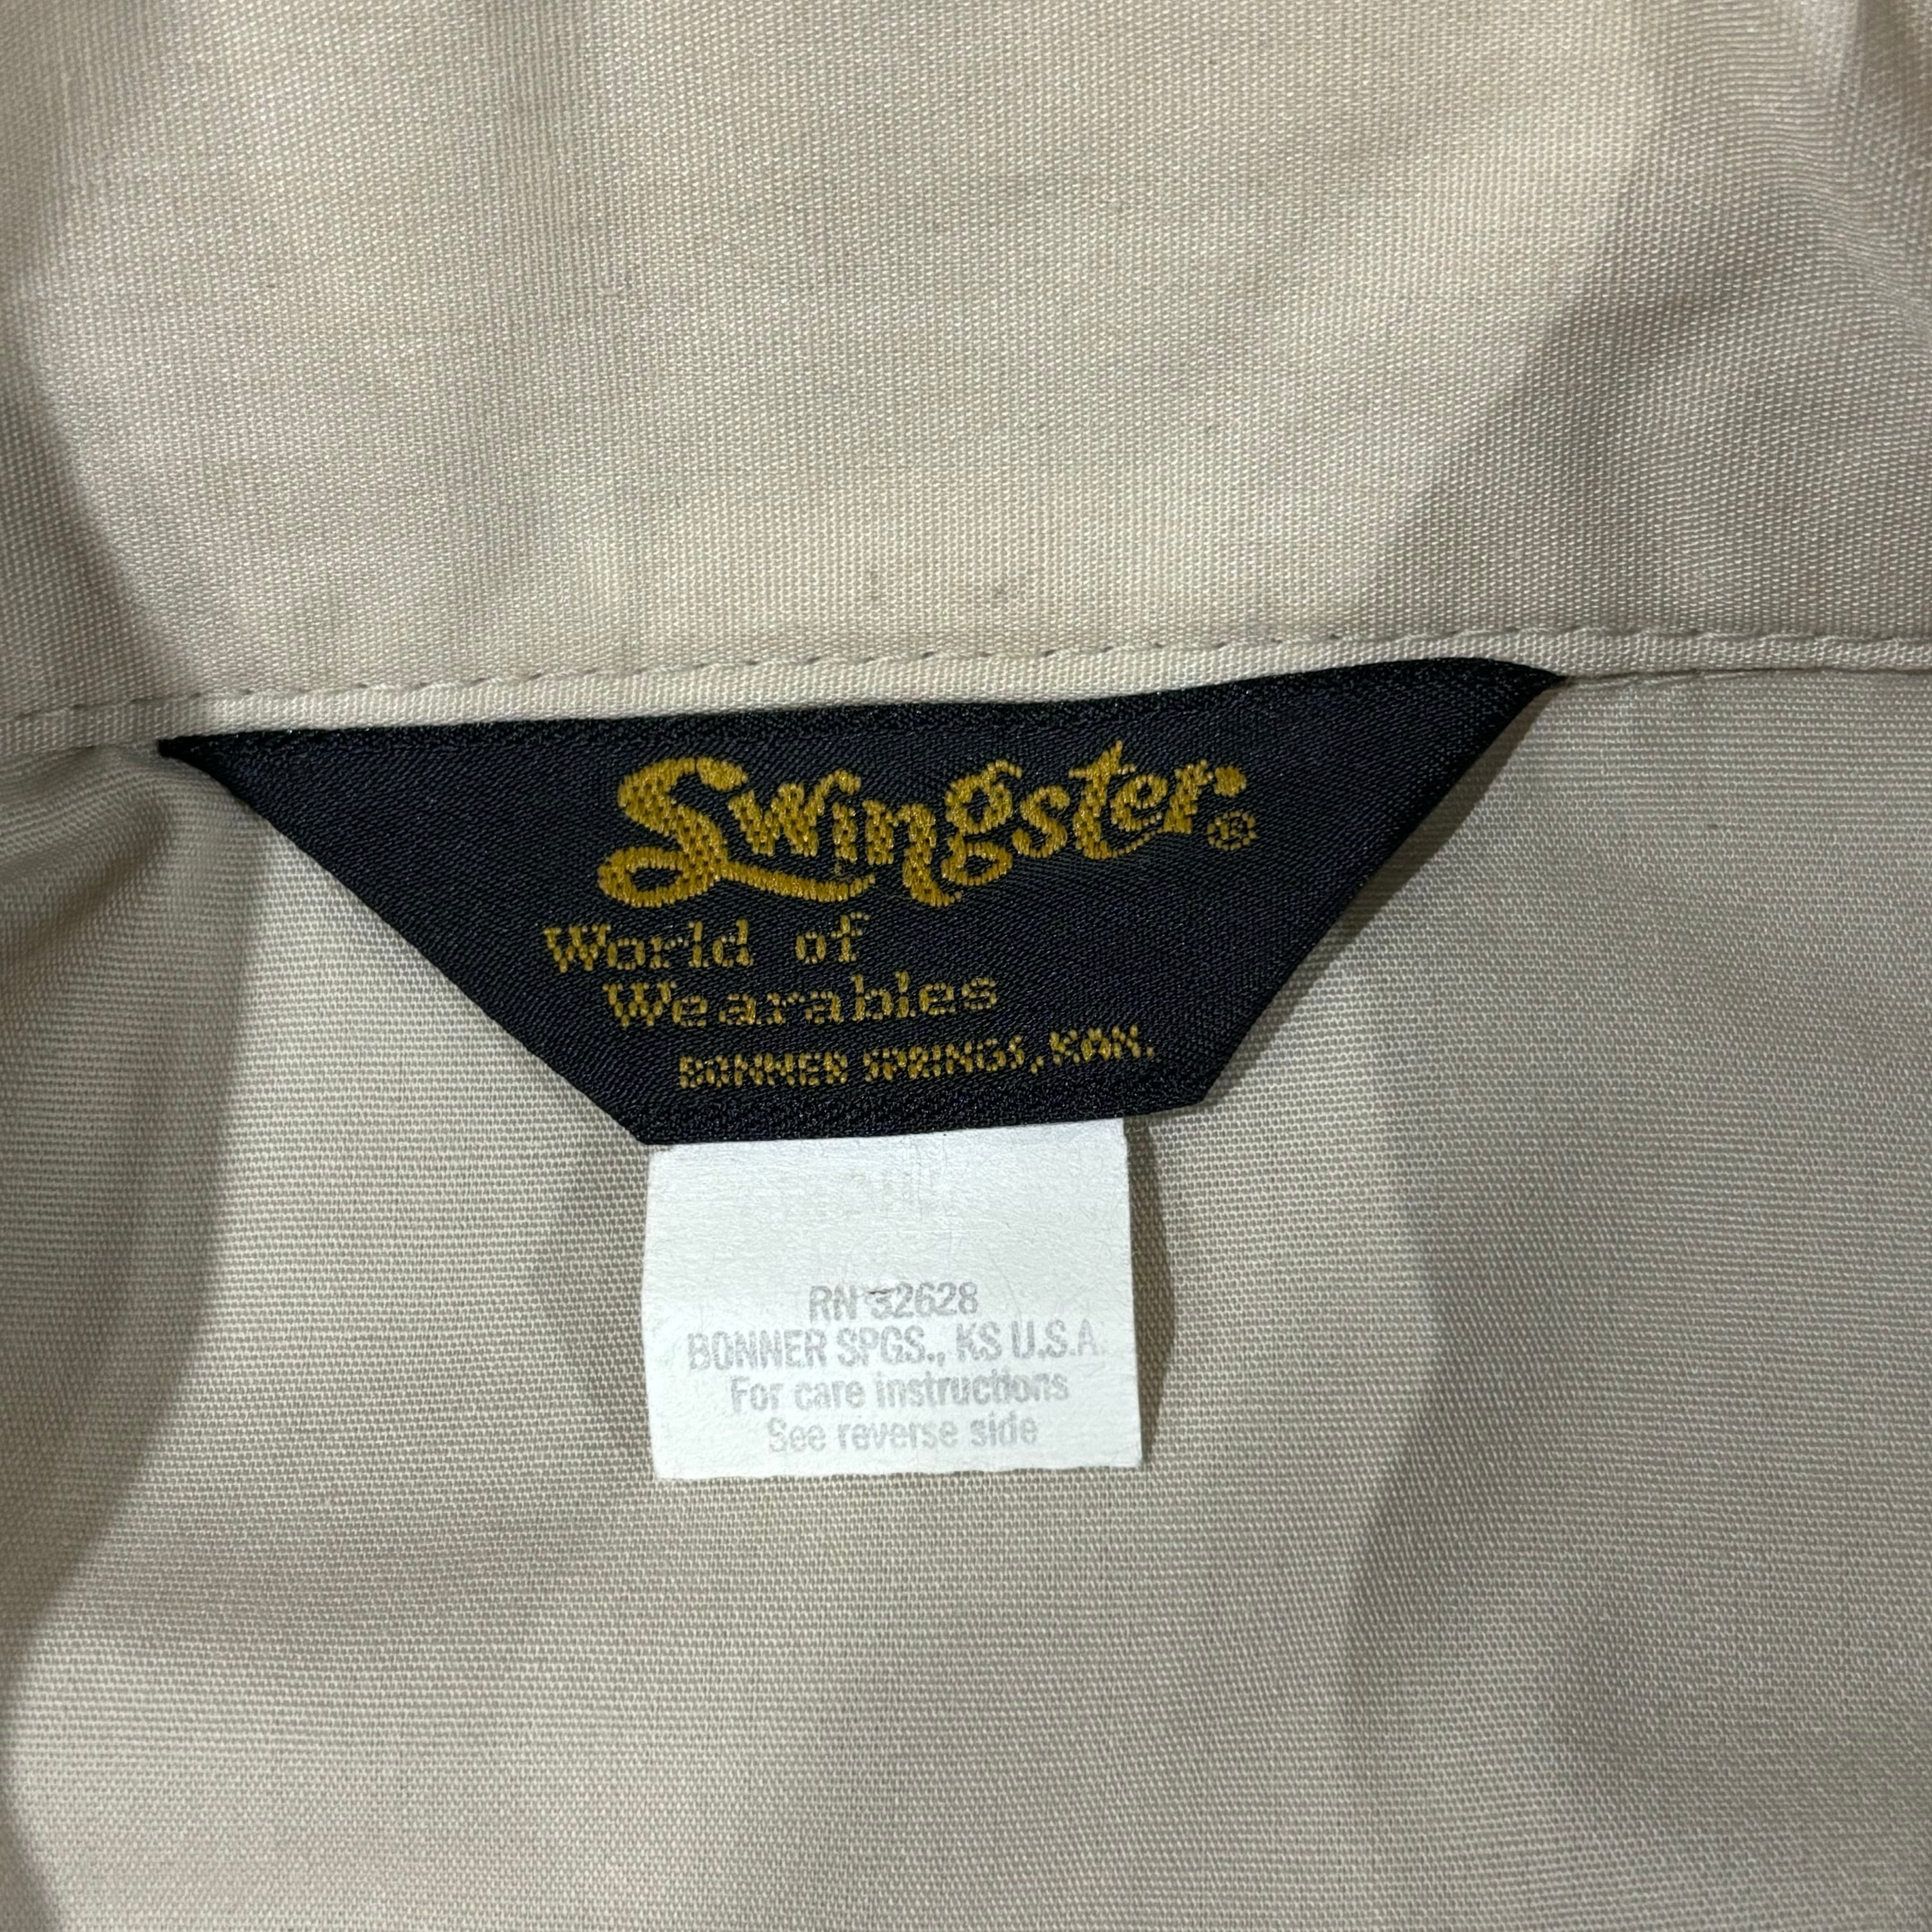 Swingster®
World of
Wearables
BONNER SPRINGS, KAN.
RN 32628
BONNER SPGS., KS U.S.A.
For care instructions
See reverse side